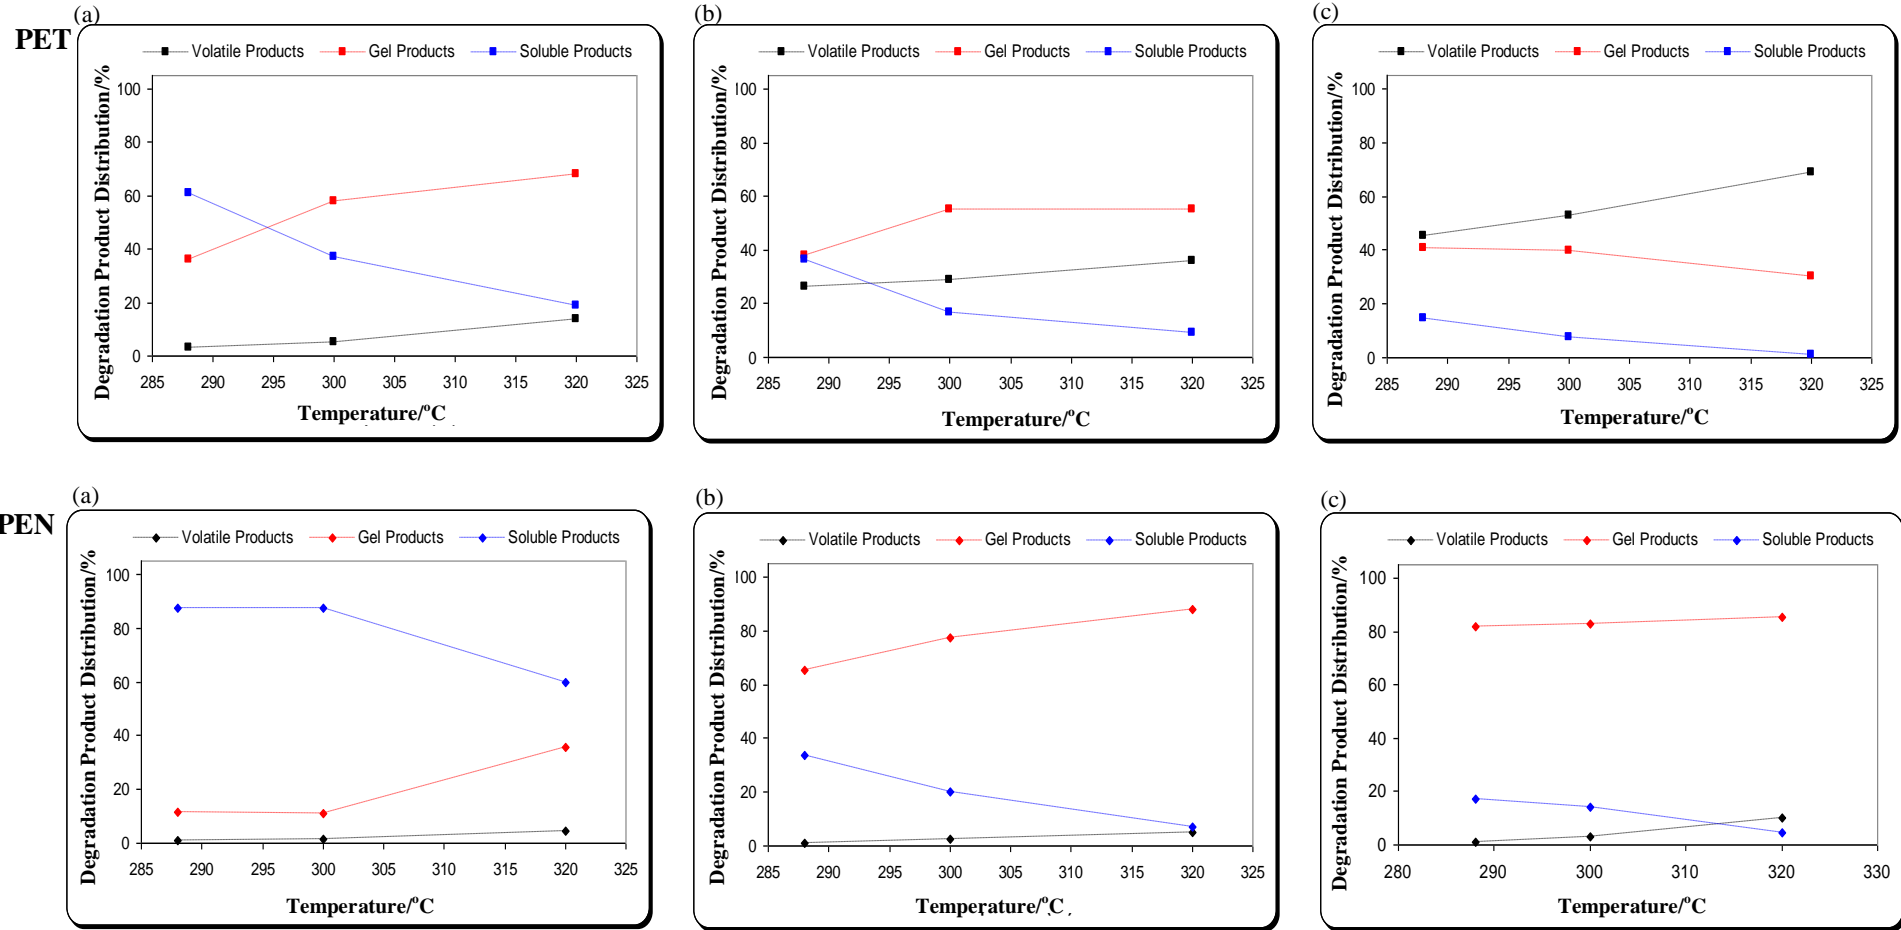 PET
(a)
Volatile Products Gel Products Soluble Products
Degradation Product Distribution/%
100
80
60
40
20
0
285 290 295 300 305 310 315 320 325
Temperature/°C
(b)
Volatile Products Gel Products Soluble Products
Degradation Product Distribution/%
100
80
60
40
20
0
285 290 295 300 305 310 315 320 325
Temperature/°C
(c)
Volatile Products Gel Products Soluble Products
Degradation Product Distribution/%
100
80
60
40
20
0
285 290 295 300 305 310 315 320 325
Temperature/°C
PEN
(a)
Volatile Products Gel Products Soluble Products
Degradation Product Distribution/%
100
80
60
40
20
0
285 290 295 300 305 310 315 320 325
Temperature/°C
(b)
Volatile Products Gel Products Soluble Products
Degradation Product Distribution/%
100
80
60
40
20
0
285 290 295 300 305 310 315 320 325
Temperature/°C
(c)
Volatile Products Gel Products Soluble Products
Degradation Product Distribution/%
100
80
60
40
20
0
280 290 300 310 320 330
Temperature/°C